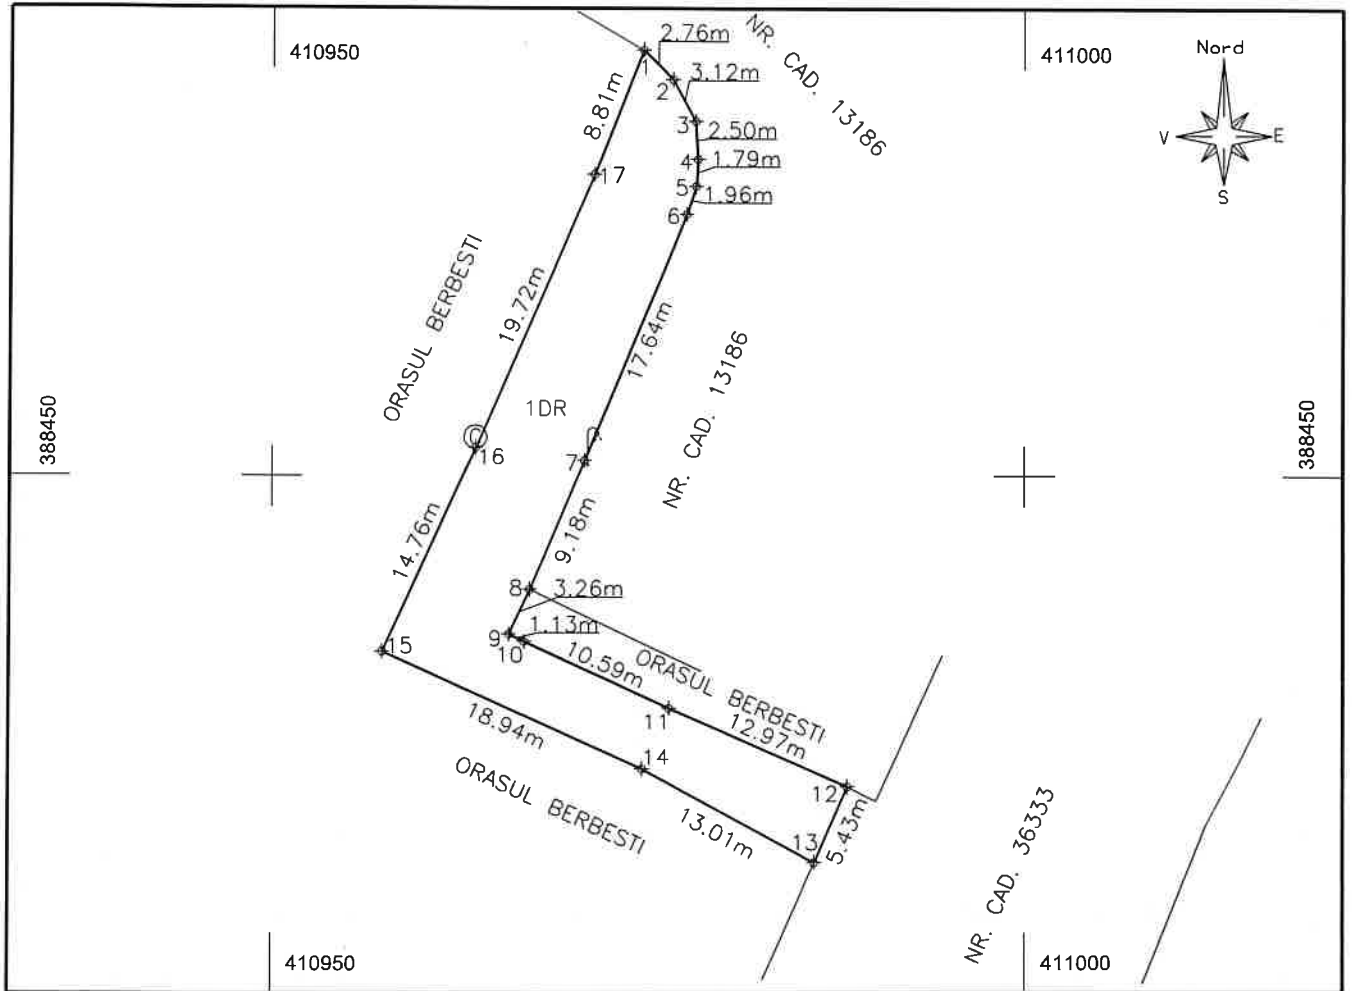 410950
2.76m
NR. CAD. 13186
411000
Nord
1
2
3.12m
8.81m
3
2.50m
V
E
4
1.79m
17
5
1.96m
S
6
ORASUL BERBESTI
19.72m
17.64m
NR. CAD. 13186
388450
388450
1DR
16
7
14.76m
9.18m
8
3.26m
1.13m
9
10
15
10.59m
ORASUL BERBESTI
11
12.97m
18.94m
14
ORASUL BERBESTI
12
13.01m
13
5.43m
NR. CAD. 36333
410950
411000